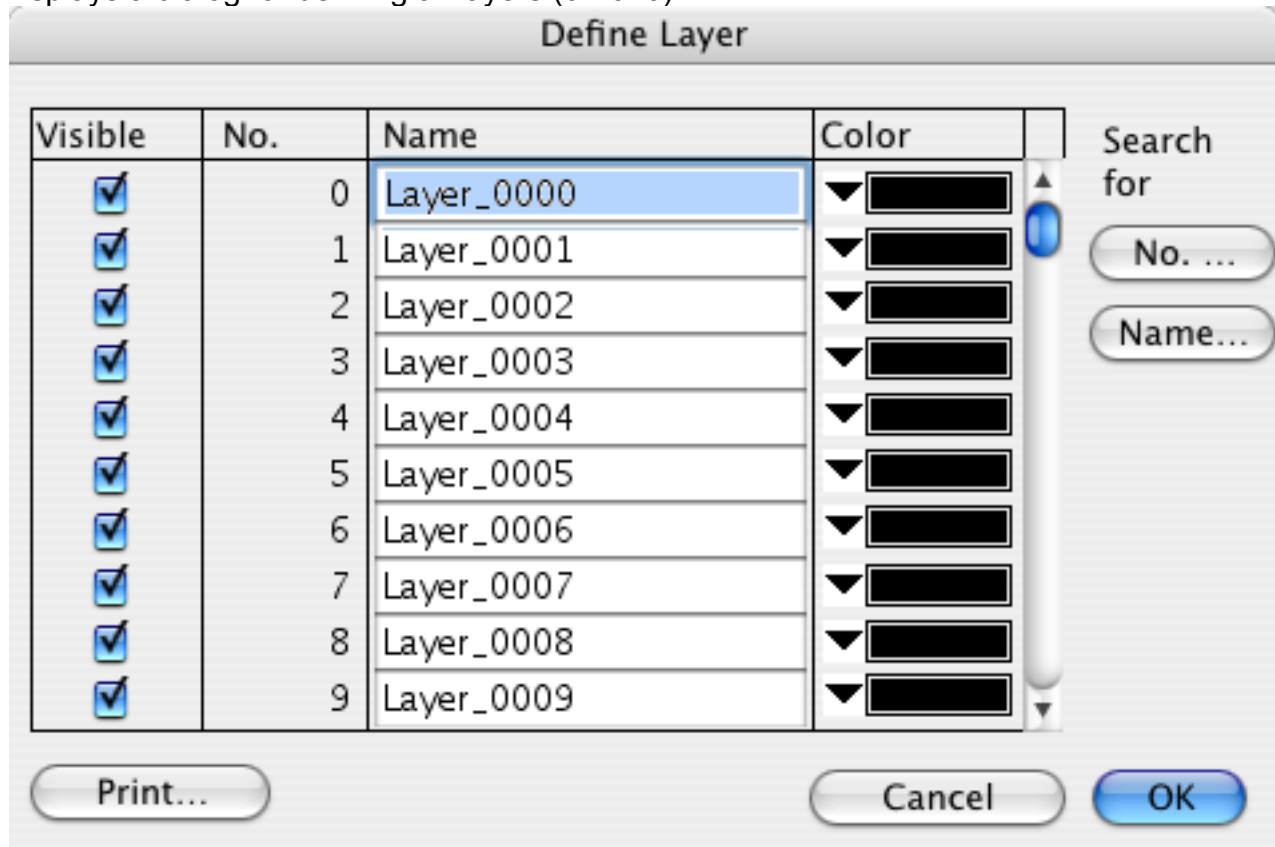 Define Layer
Visible No. Name Color
Search
for
0 Layer_0000
1 Layer_0001
No. ...
2 Layer_0002
Name...
3 Layer_0003
4 Layer_0004
5 Layer_0005
6 Layer_0006
7 Layer_0007
8 Layer_0008
9 Layer_0009
Print... Cancel OK